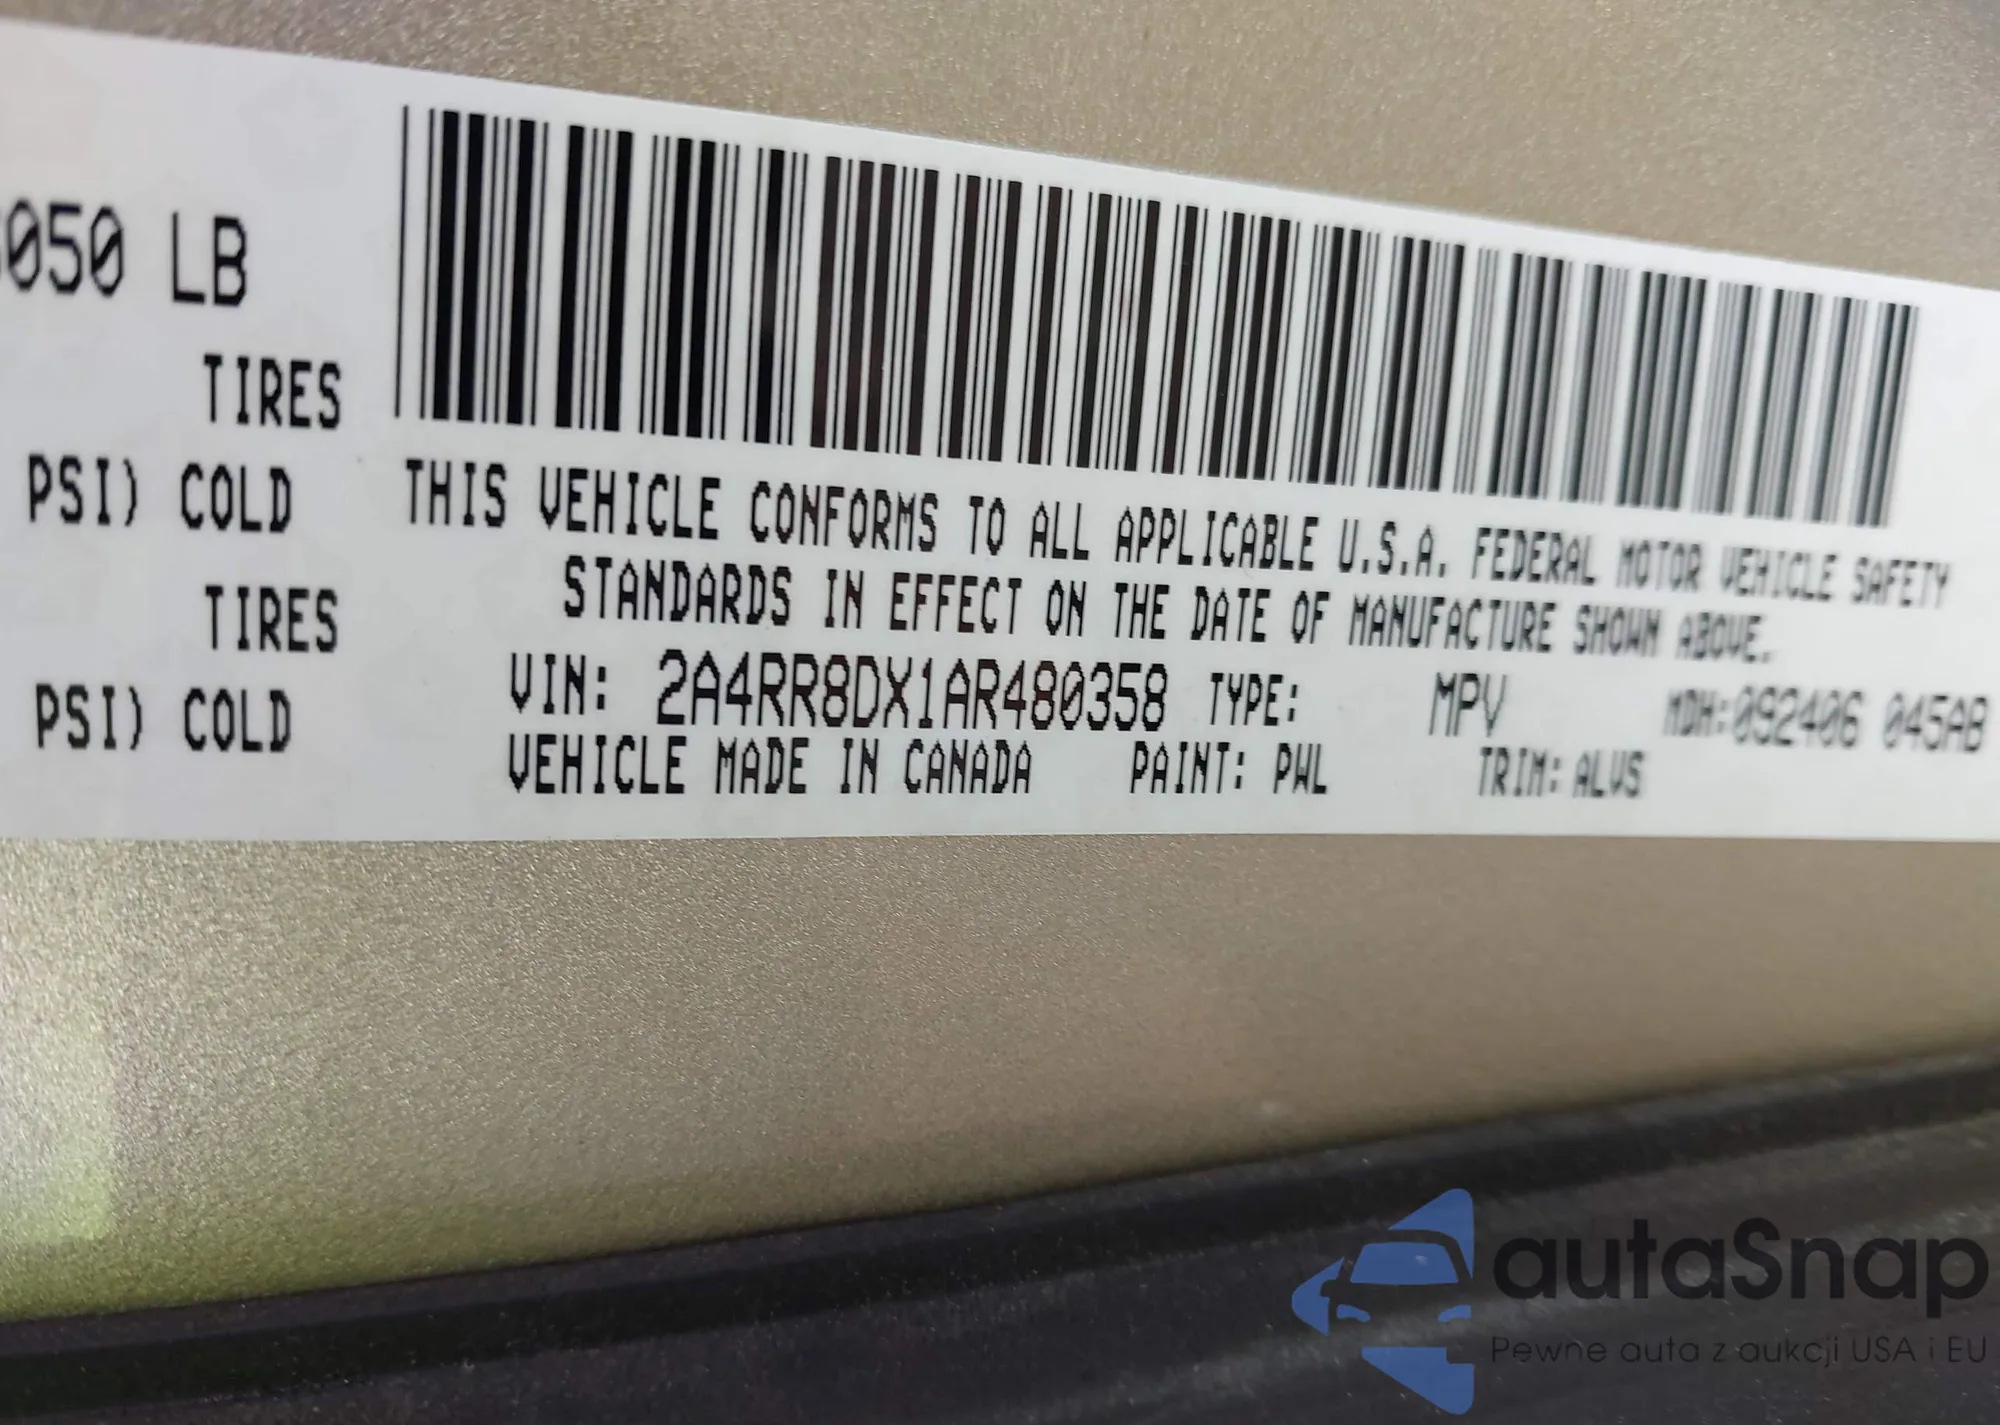 050 LB
TIRES
PSI) COLD
TIRES
PSI) COLD
THIS VEHICLE CONFORMS TO ALL APPLICABLE U.S.A. FEDERAL MOTOR VEHICLE SAFETY
STANDARDS IN EFFECT ON THE DATE OF MANUFACTURE SHOWN ABOVE.
VIN: 2A4RR8DX1AR480358 TYPE: MPV MDH:092406 045AB
VEHICLE MADE IN CANADA PAINT: PWL TRIM: ALVS
autaSnap
Pewne auta z aukcji USA i EU